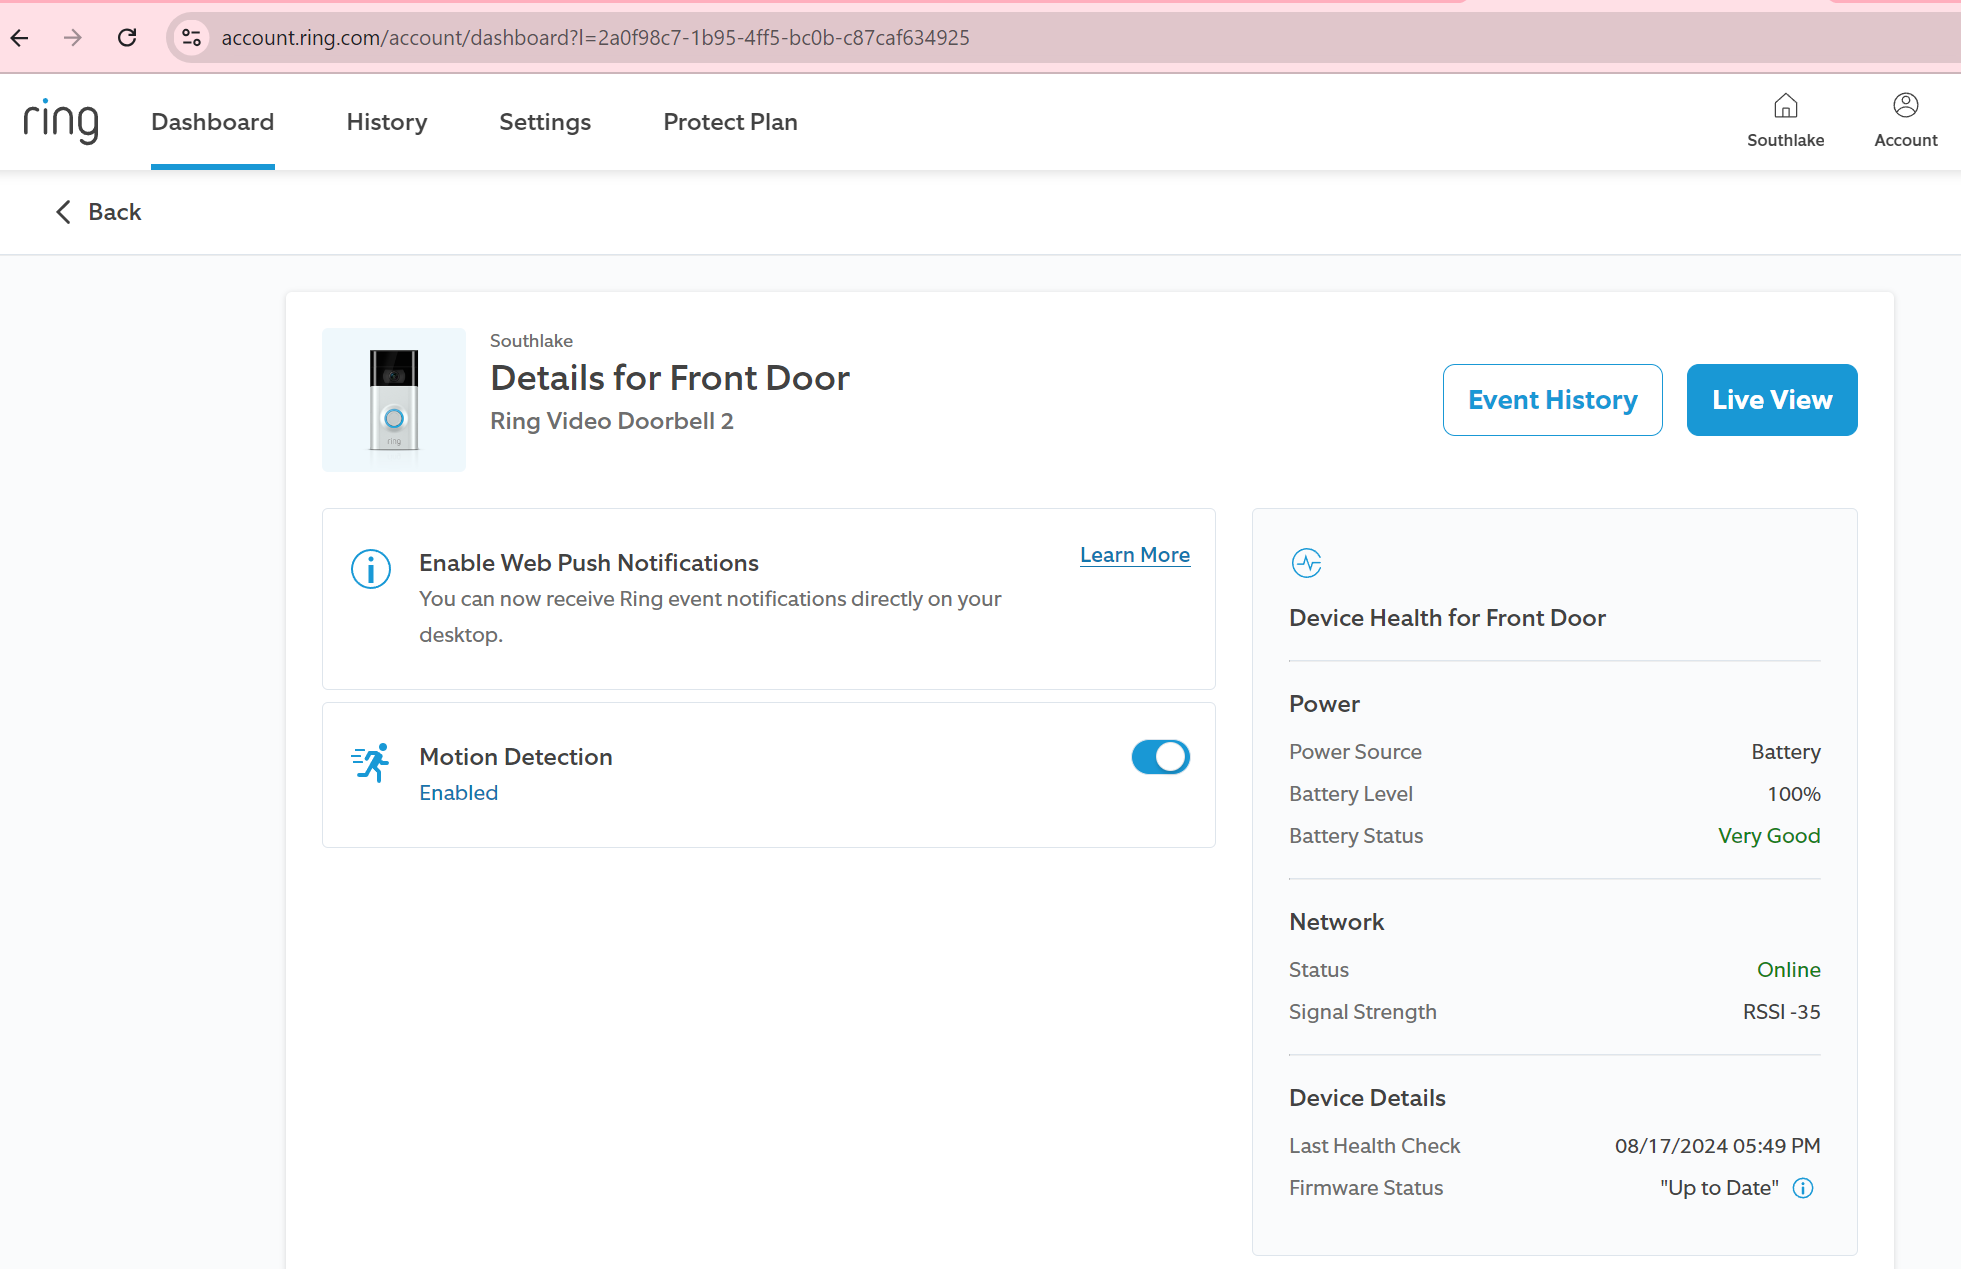 account.ring.com/account/dashboard?l=2a0f98c7-1b95-4ff5-bc0b-c87caf634925
ring
Dashboard
History
Settings
Protect Plan
Southlake
Account
Back
Southlake
Details for Front Door
Ring Video Doorbell 2
Event History
Live View
ring
Enable Web Push Notifications
Learn More
You can now receive Ring event notifications directly on your
desktop.
Motion Detection
Enabled
Device Health for Front Door
Power
Power Source Battery
Battery Level 100%
Battery Status Very Good
Network
Status Online
Signal Strength RSSI -35
Device Details
Last Health Check 08/17/2024 05:49 PM
Firmware Status "Up to Date"